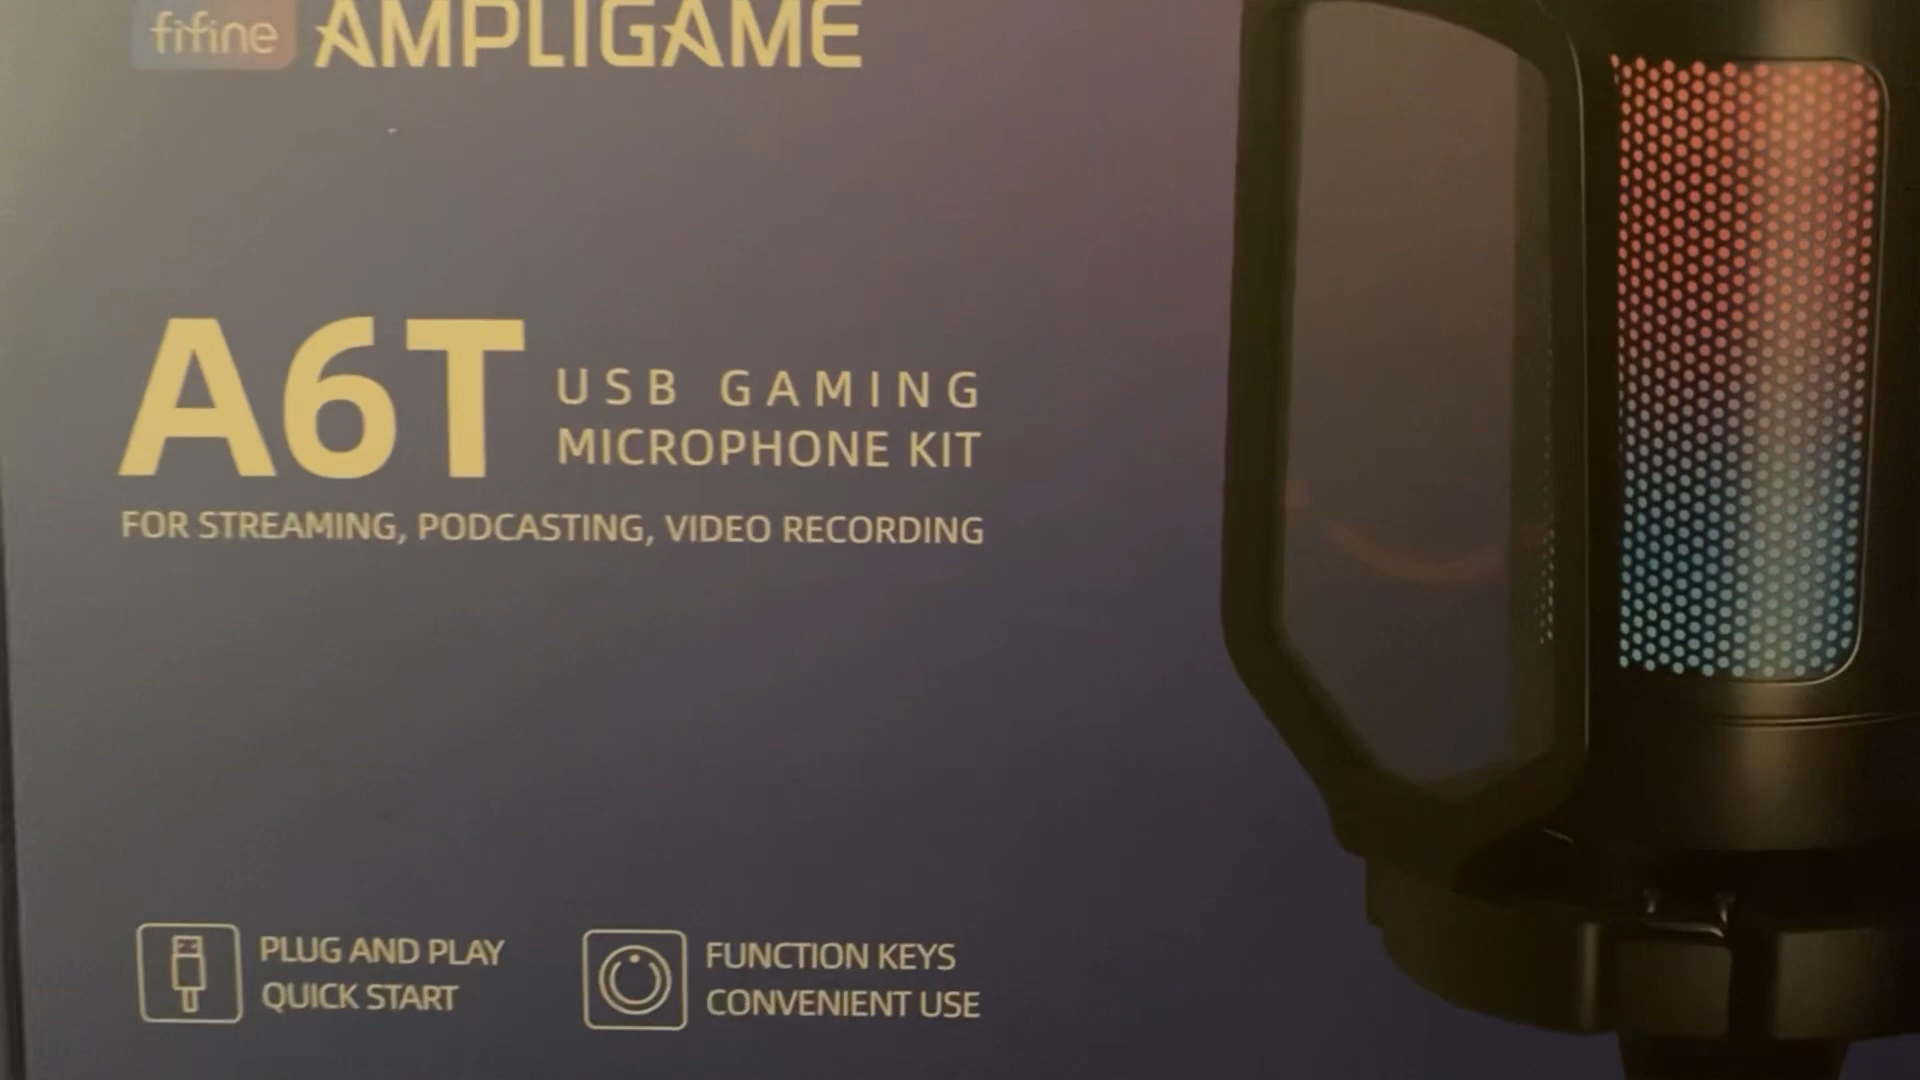 fifine AMPLIGAME
A6T
USB GAMING
MICROPHONE KIT
FOR STREAMING, PODCASTING, VIDEO RECORDING
PLUG AND PLAY
QUICK START
FUNCTION KEYS
CONVENIENT USE